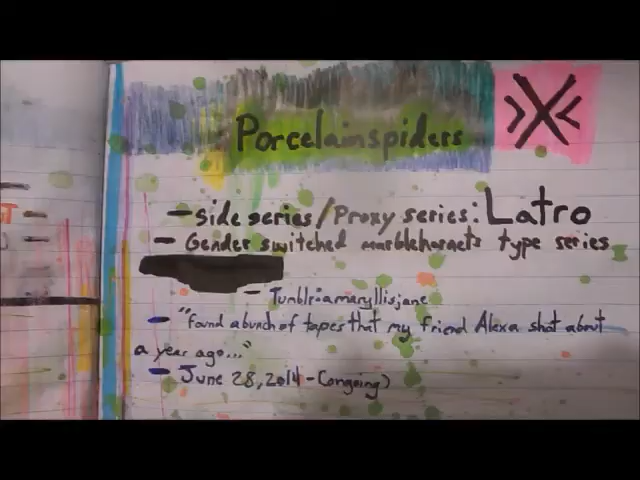 Porcelainspiders
>X<
- side series/Proxy series: Latro
- Gender switched marblehornets type series
- Tumblr: amaryllisjane
- "found a bunch of tapes that my friend Alexa shot about
a year ago..."
- June 28, 2014 - (ongoing)